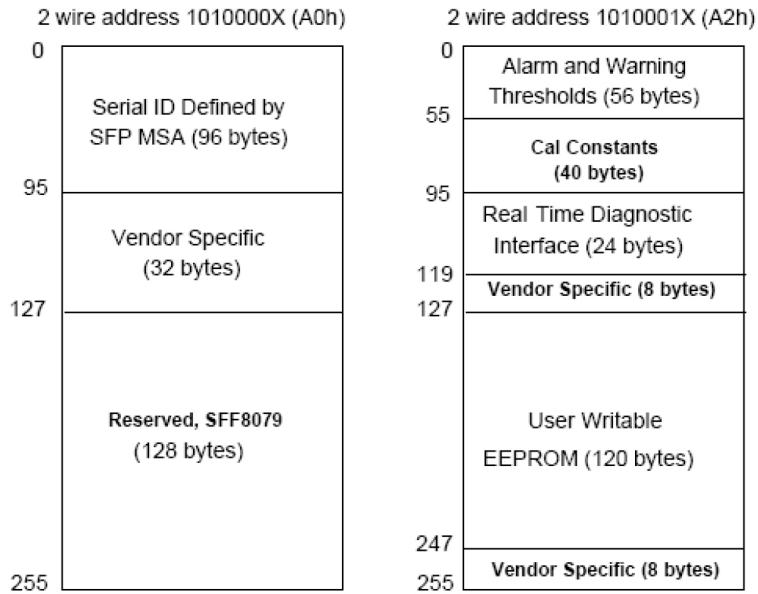 2 wire address 1010000X (A0h)
0
Serial ID Defined by
SFP MSA (96 bytes)
95
Vendor Specific
(32 bytes)
127
Reserved, SFF8079
(128 bytes)
255
2 wire address 1010001X (A2h)
0
Alarm and Warning
Thresholds (56 bytes)
55
Cal Constants
(40 bytes)
95
Real Time Diagnostic
Interface (24 bytes)
119
Vendor Specific (8 bytes)
127
User Writable
EEPROM (120 bytes)
247
Vendor Specific (8 bytes)
255